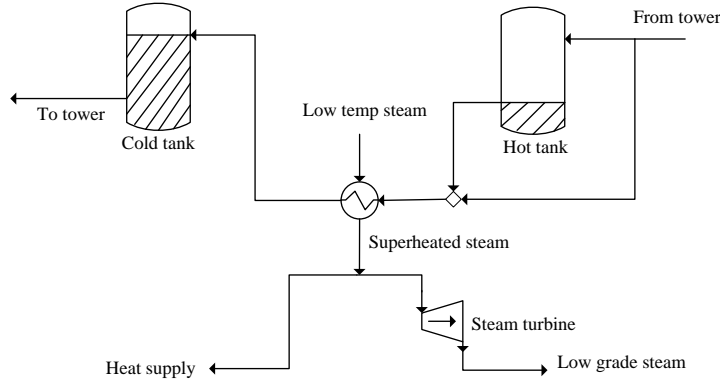 From tower
To tower
Cold tank
Low temp steam
Hot tank
Superheated steam
Steam turbine
Heat supply
Low grade steam